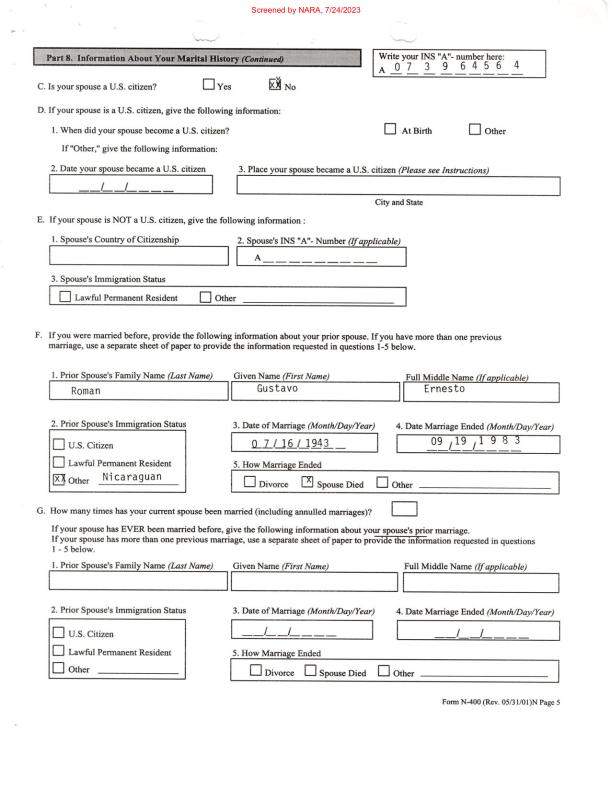 Screened by NARA, 7/24/2023
Part 8. Information About Your Marital History (Continued)
Write your INS "A"- number here:
A 0 7 3 9 6 4 5 6 4
C. Is your spouse a U.S. citizen? Yes XX No
D. If your spouse is a U.S. citizen, give the following information:
1. When did your spouse become a U.S. citizen? At Birth Other
If "Other," give the following information:
2. Date your spouse became a U.S. citizen 3. Place your spouse became a U.S. citizen (Please see Instructions)
__/__/____
City and State
E. If your spouse is NOT a U.S. citizen, give the following information :
1. Spouse's Country of Citizenship 2. Spouse's INS "A"- Number (If applicable)
A _ _ _ _ _ _ _ _ _
3. Spouse's Immigration Status
Lawful Permanent Resident Other ____
F. If you were married before, provide the following information about your prior spouse. If you have more than one previous
marriage, use a separate sheet of paper to provide the information requested in questions 1-5 below.
1. Prior Spouse's Family Name (Last Name) Given Name (First Name) Full Middle Name (If applicable)
Roman Gustavo Ernesto
2. Prior Spouse's Immigration Status 3. Date of Marriage (Month/Day/Year) 4. Date Marriage Ended (Month/Day/Year)
U.S. Citizen 07/16/1943 09/19/1983
Lawful Permanent Resident 5. How Marriage Ended
XX Other Nicaraguan Divorce X Spouse Died Other ____
G. How many times has your current spouse been married (including annulled marriages)?
If your spouse has EVER been married before, give the following information about your spouse's prior marriage.
If your spouse has more than one previous marriage, use a separate sheet of paper to provide the information requested in questions
1 - 5 below.
1. Prior Spouse's Family Name (Last Name) Given Name (First Name) Full Middle Name (If applicable)
2. Prior Spouse's Immigration Status 3. Date of Marriage (Month/Day/Year) 4. Date Marriage Ended (Month/Day/Year)
U.S. Citizen __/__/____ __/__/____
Lawful Permanent Resident 5. How Marriage Ended
Other ____ Divorce Spouse Died Other ____
Form N-400 (Rev. 05/31/01)N Page 5